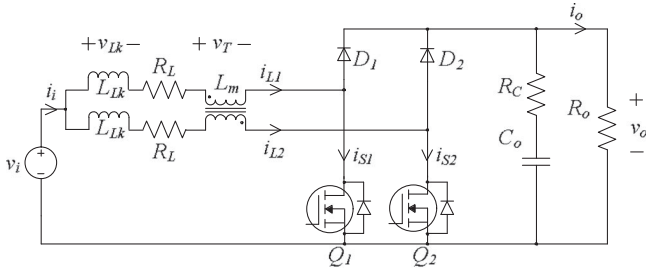 + v_Lk − + v_T − i_o
R_L L_m i_L1 D_1 D_2
i_i L_Lk R_C
L_Lk i_L2 R_o +
R_L v_o
C_o −
v_i + − i_S1 i_S2
Q_1 Q_2